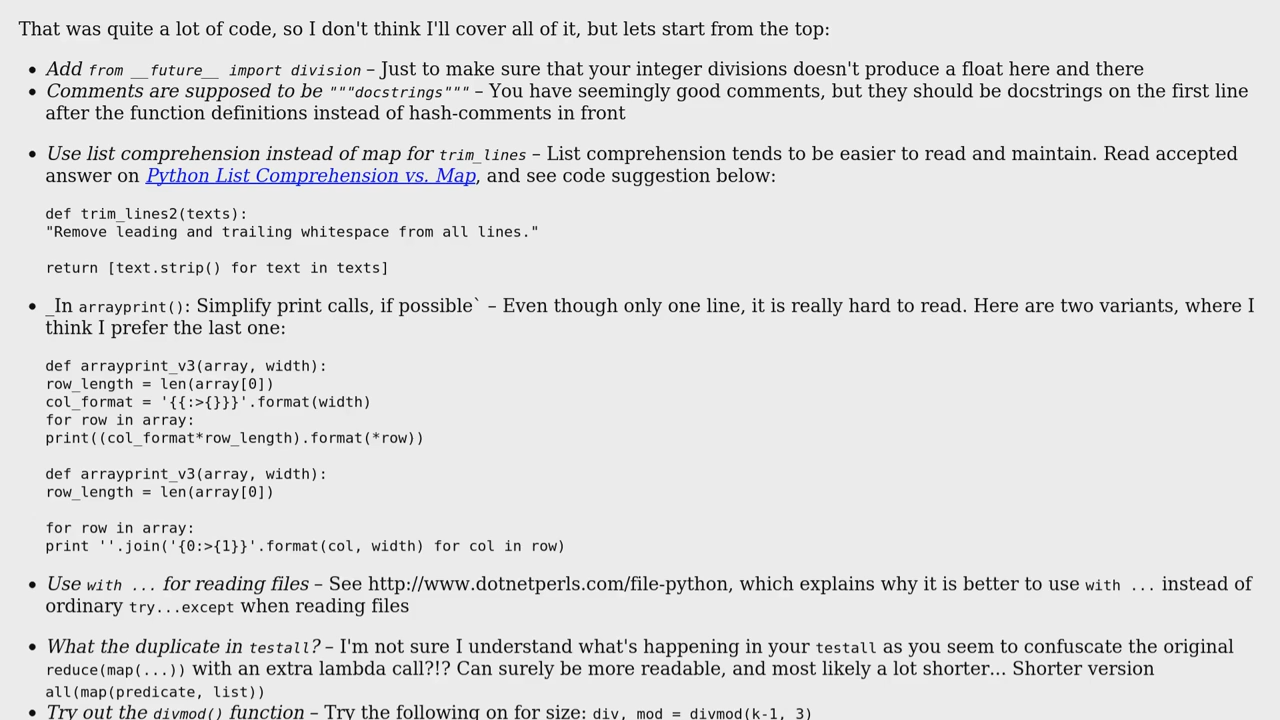 That was quite a lot of code, so I don't think I'll cover all of it, but lets start from the top:
• Add from __future__ import division – Just to make sure that your integer divisions doesn't produce a float here and there
• Comments are supposed to be """docstrings""" – You have seemingly good comments, but they should be docstrings on the first line
after the function definitions instead of hash-comments in front
• Use list comprehension instead of map for trim_lines – List comprehension tends to be easier to read and maintain. Read accepted
answer on Python List Comprehension vs. Map, and see code suggestion below:
def trim_lines2(texts):
"Remove leading and trailing whitespace from all lines."
return [text.strip() for text in texts]
• _In arrayprint(): Simplify print calls, if possible` – Even though only one line, it is really hard to read. Here are two variants, where I
think I prefer the last one:
def arrayprint_v3(array, width):
row_length = len(array[0])
col_format = '{{:>{}}}'.format(width)
for row in array:
print((col_format*row_length).format(*row))
def arrayprint_v3(array, width):
row_length = len(array[0])
for row in array:
print ''.join('{0:>{1}}'.format(col, width) for col in row)
• Use with ... for reading files – See http://www.dotnetperls.com/file-python, which explains why it is better to use with ... instead of
ordinary try...except when reading files
• What the duplicate in testall? – I'm not sure I understand what's happening in your testall as you seem to confuscate the original
reduce(map(...)) with an extra lambda call?!? Can surely be more readable, and most likely a lot shorter... Shorter version
all(map(predicate, list))
• Try out the divmod() function – Try the following on for size: div, mod = divmod(k-1, 3)